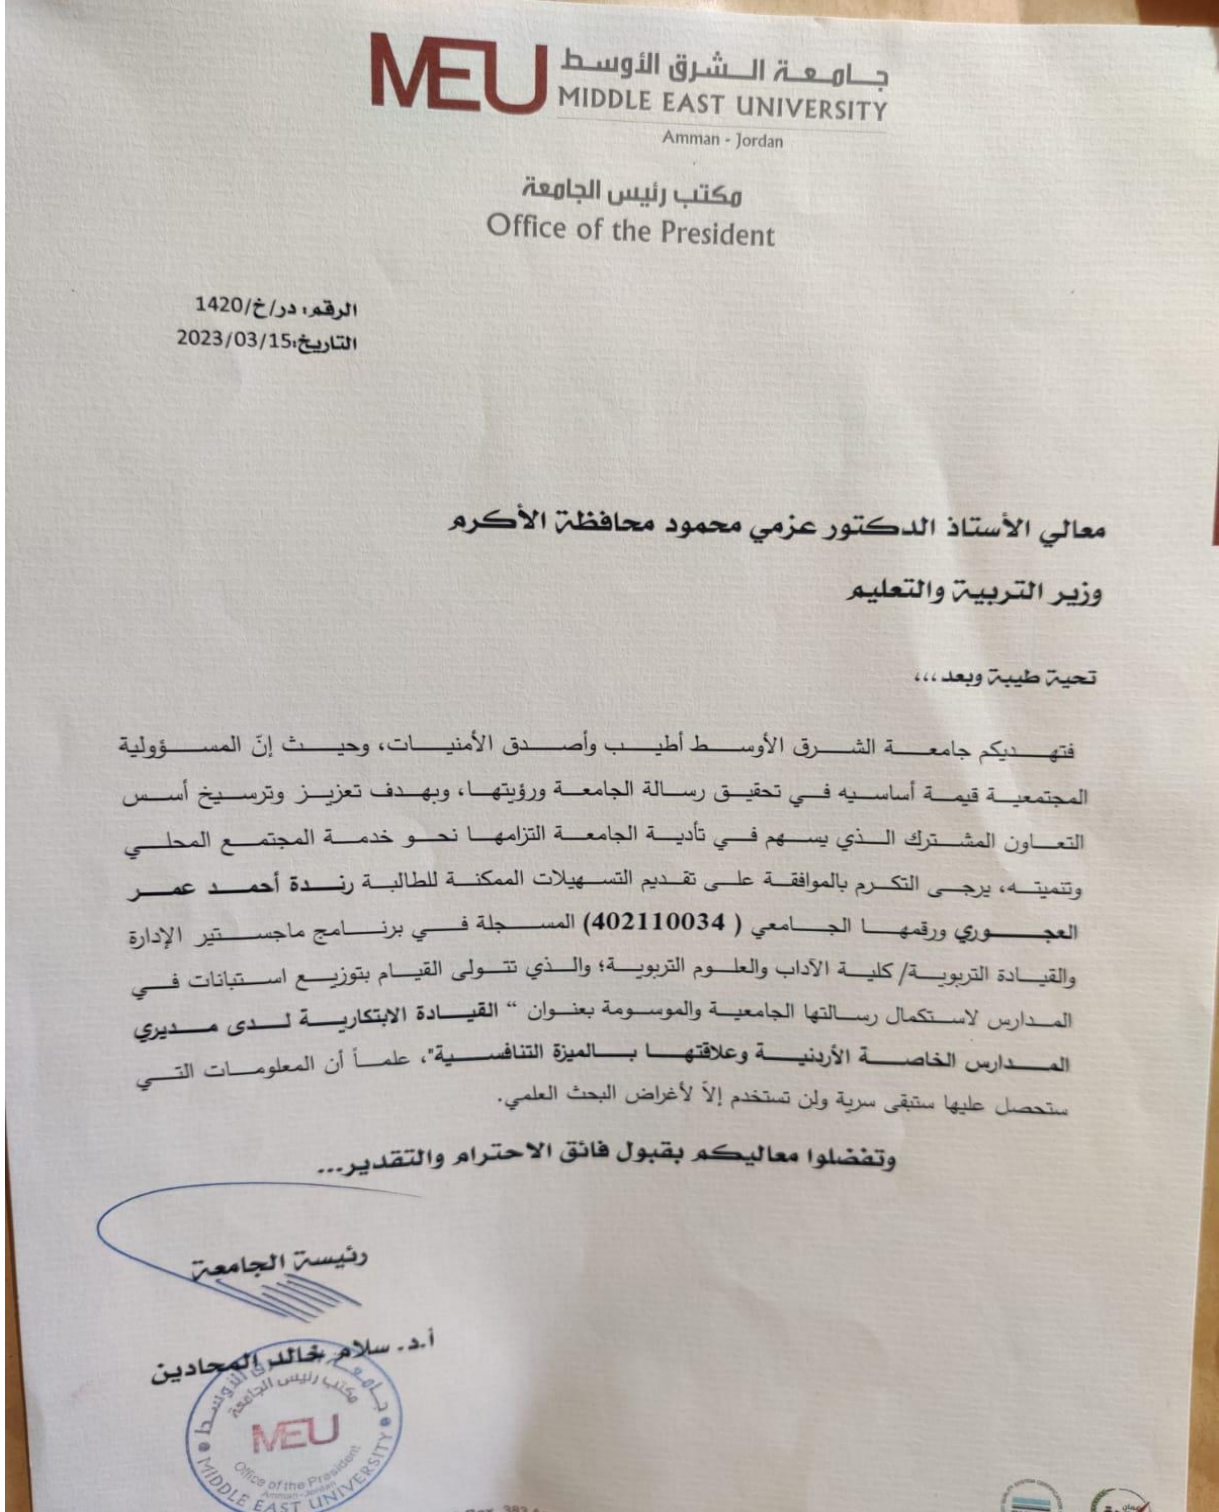 MEU
جامعة الشرق الأوسط
MIDDLE EAST UNIVERSITY
Amman - Jordan
مكتب رئيس الجامعة
Office of the President
الرقم: در/خ/1420
التاريخ:2023/03/15
معالي الأستاذ الدكتور عزمي محمود محافظة الأكرم
وزير التربية والتعليم
تحية طيبة وبعد،،،
فتهديكم جامعة الشرق الأوسط أطيب وأصدق الأمنيات، وحيث إنّ المسؤولية
المجتمعية قيمة أساسيه في تحقيق رسالة الجامعة ورؤيتها، وبهدف تعزيز وترسيخ أسس
التعاون المشترك الذي يسهم في تأدية الجامعة التزامها نحو خدمة المجتمع المحلي
وتنميته، يرجى التكرم بالموافقة على تقديم التسهيلات الممكنة للطالبة رندة أحمد عمر
العجوري ورقمها الجامعي ( 402110034) المسجلة في برنامج ماجستير الإدارة
والقيادة التربوية/ كلية الآداب والعلوم التربوية؛ والذي تتولى القيام بتوزيع استبانات في
المدارس لاستكمال رسالتها الجامعية والموسومة بعنوان " القيادة الابتكارية لدى مديري
المدارس الخاصة الأردنية وعلاقتها بالميزة التنافسية"، علماً أن المعلومات التي
ستحصل عليها ستبقى سرية ولن تستخدم إلاّ لأغراض البحث العلمي.
وتفضلوا معاليكم بقبول فائق الاحترام والتقدير...
رئيسة الجامعة
أ.د. سلام خالد المحادين
جامعة الشرق الأوسط
مكتب رئيس الجامعة
MEU
Office of the President
Amman-Jordan
MIDDLE EAST UNIVERSITY